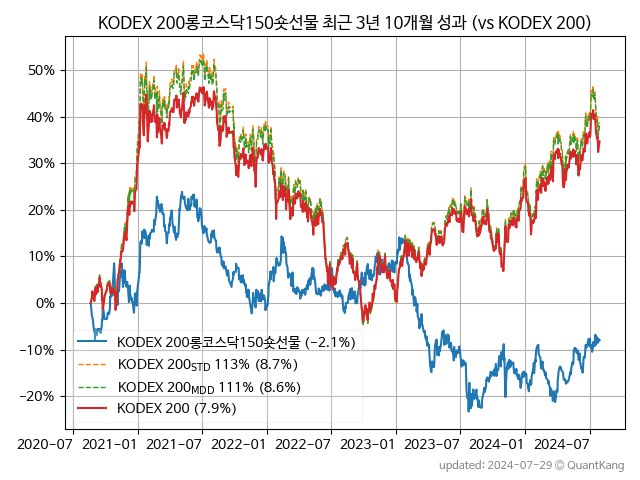 KODEX 200롱코스닥150숏선물 최근 3년 10개월 성과 (vs KODEX 200)
50%
40%
30%
20%
10%
0%
−10%
−20%
KODEX 200롱코스닥150숏선물 (−2.1%)
KODEX 200STD 113% (8.7%)
KODEX 200MDD 111% (8.6%)
KODEX 200 (7.9%)
2020-07 2021-01 2021-07 2022-01 2022-07 2023-01 2023-07 2024-01 2024-07
updated: 2024-07-29 © QuantKang